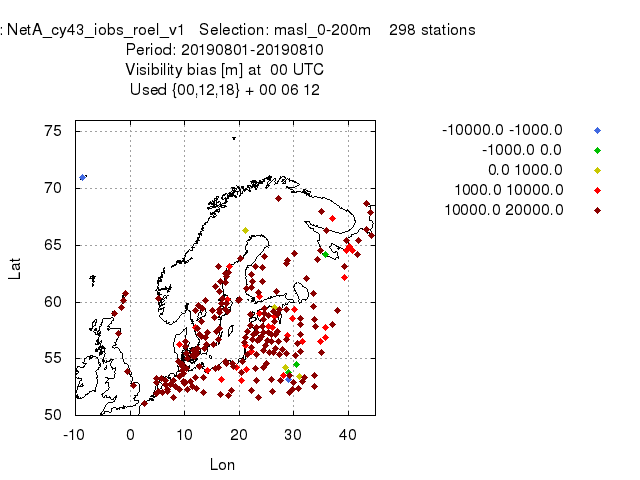 : NetA_cy43_iobs_roel_v1 Selection: masl_0-200m 298 stations
Period: 20190801-20190810
Visibility bias [m] at 00 UTC
Used {00,12,18} + 00 06 12
-10000.0 -1000.0
-1000.0 0.0
0.0 1000.0
1000.0 10000.0
10000.0 20000.0
75
70
65
60
55
50
Lat
-10 0 10 20 30 40
Lon